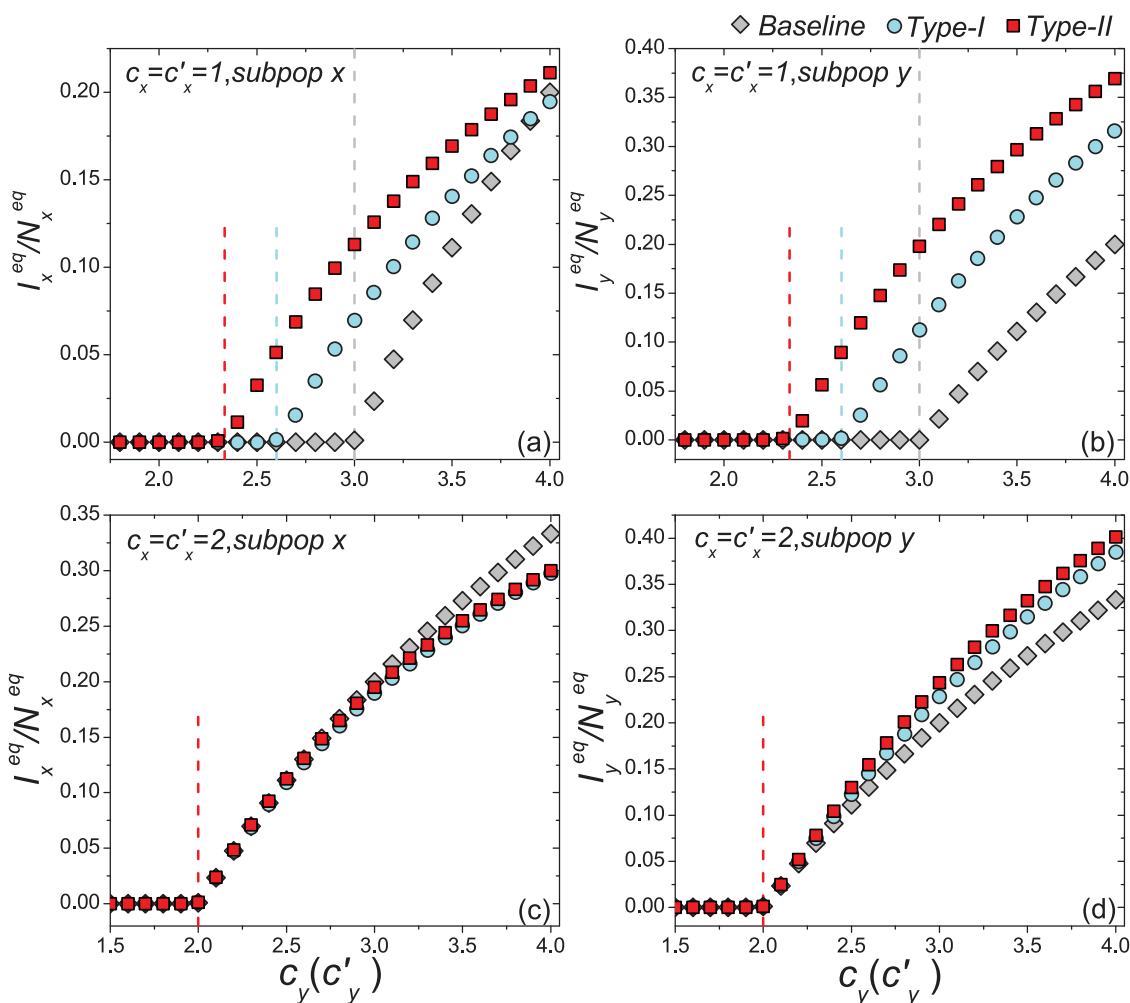 Baseline Type-I Type-II
c_x=c'_x=1,subpop x
I_x^eq/N_x^eq
0.20
0.15
0.10
0.05
0.00
2.0 2.5 3.0 3.5 4.0
(a)
c_x=c'_x=1,subpop y
I_y^eq/N_y^eq
0.40
0.35
0.30
0.25
0.20
0.15
0.10
0.05
0.00
2.0 2.5 3.0 3.5 4.0
(b)
c_x=c'_x=2,subpop x
I_x^eq/N_x^eq
0.35
0.30
0.25
0.20
0.15
0.10
0.05
0.00
1.5 2.0 2.5 3.0 3.5 4.0
(c)
c_y(c'_y)
c_x=c'_x=2,subpop y
I_y^eq/N_y^eq
0.40
0.35
0.30
0.25
0.20
0.15
0.10
0.05
0.00
1.5 2.0 2.5 3.0 3.5 4.0
(d)
c_y(c'_y)